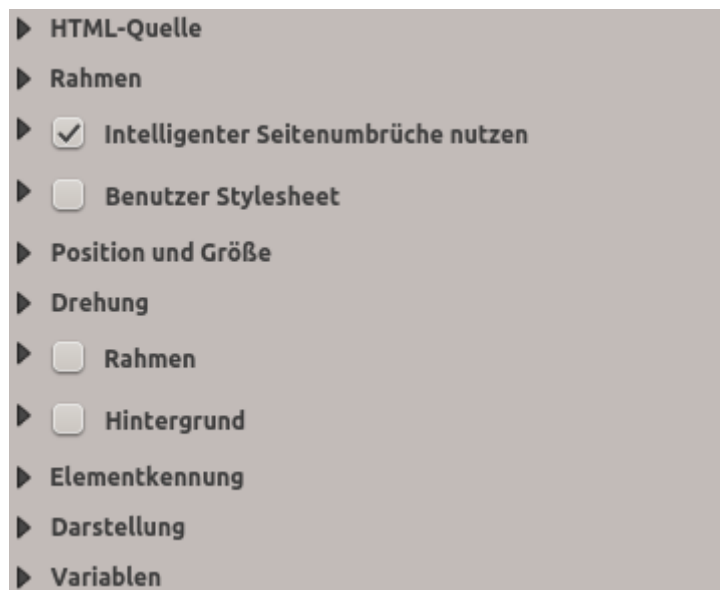 HTML-Quelle
Rahmen
Intelligenter Seitenumbrüche nutzen
Benutzer Stylesheet
Position und Größe
Drehung
Rahmen
Hintergrund
Elementkennung
Darstellung
Variablen